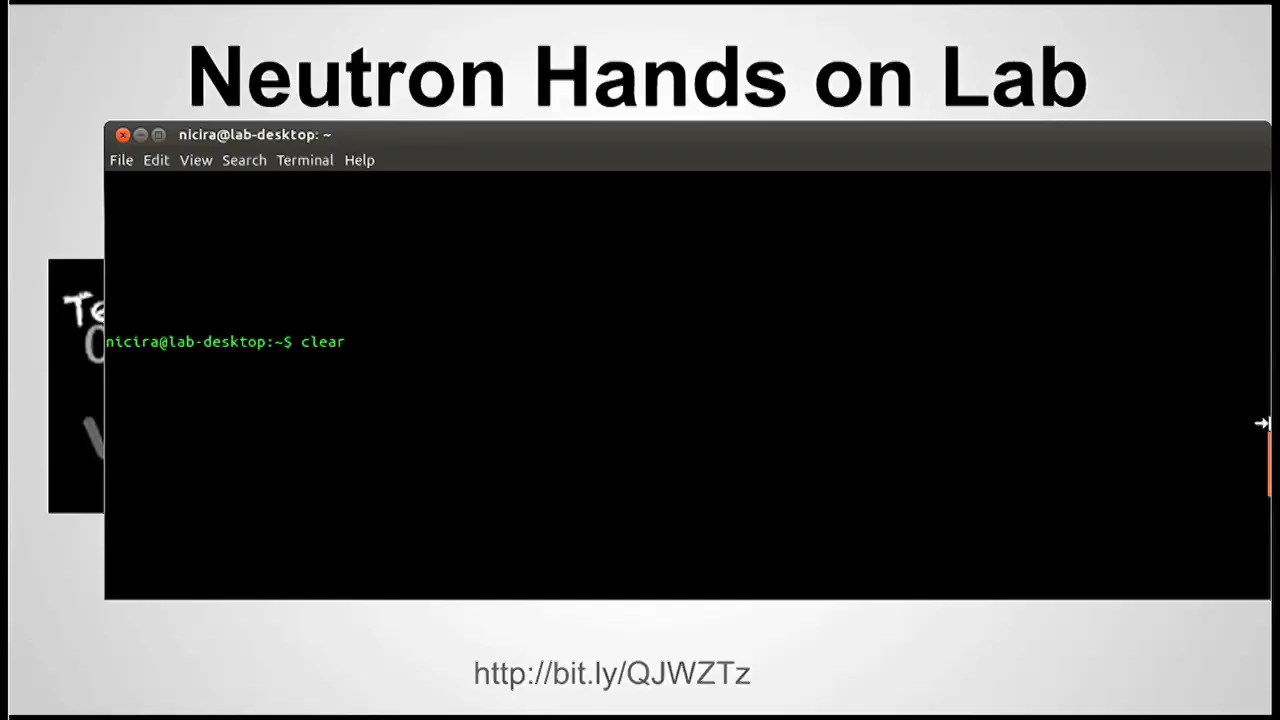 Neutron Hands on Lab
nicira@lab-desktop: ~
File Edit View Search Terminal Help
nicira@lab-desktop:~$ clear
http://bit.ly/QJWZTz